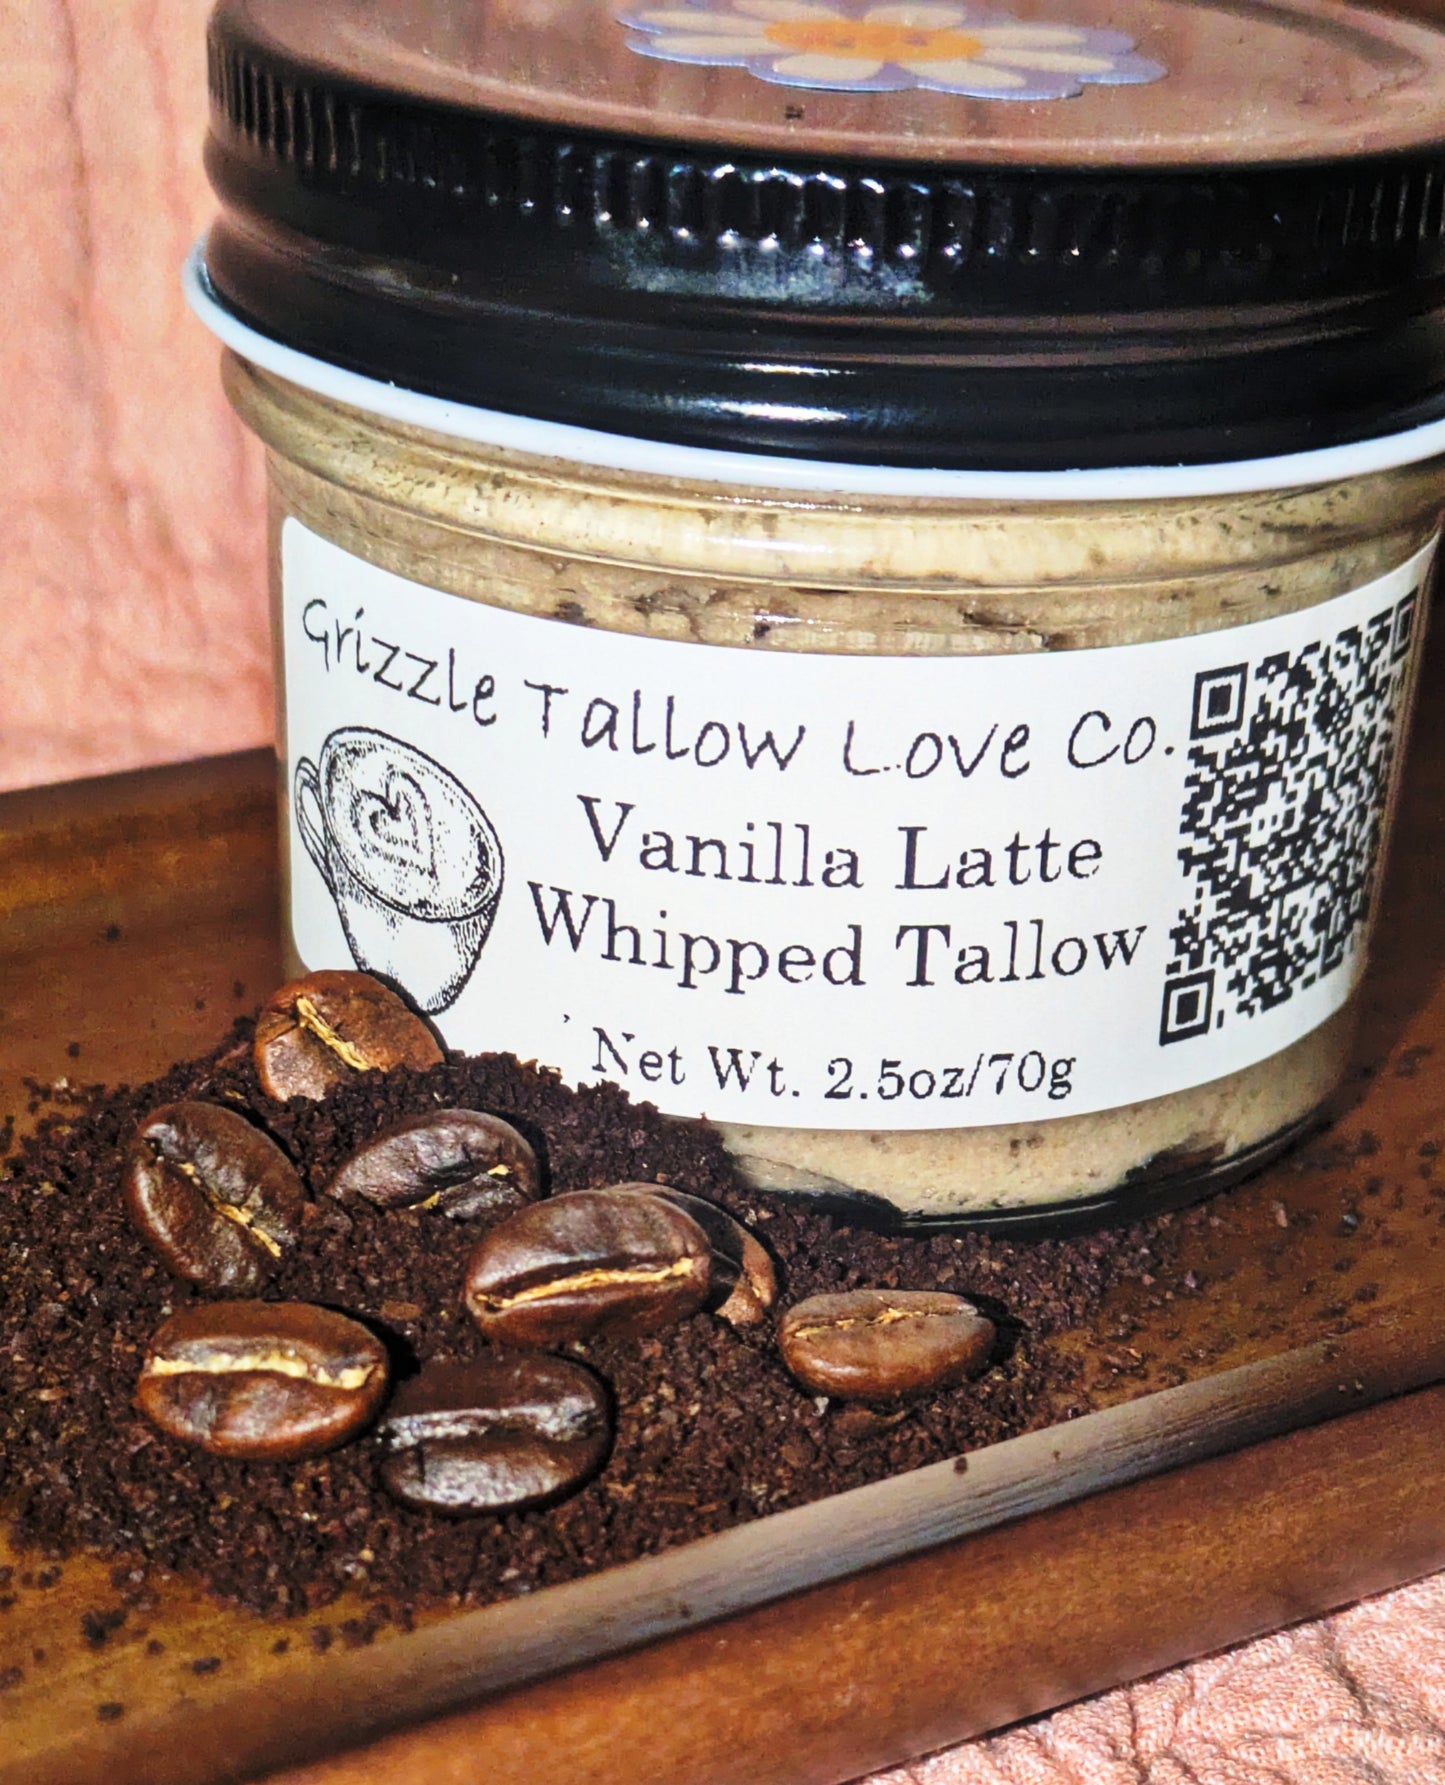 Grizzle Tallow Love Co.
Vanilla Latte
Whipped Tallow
Net Wt. 2.5oz/70g